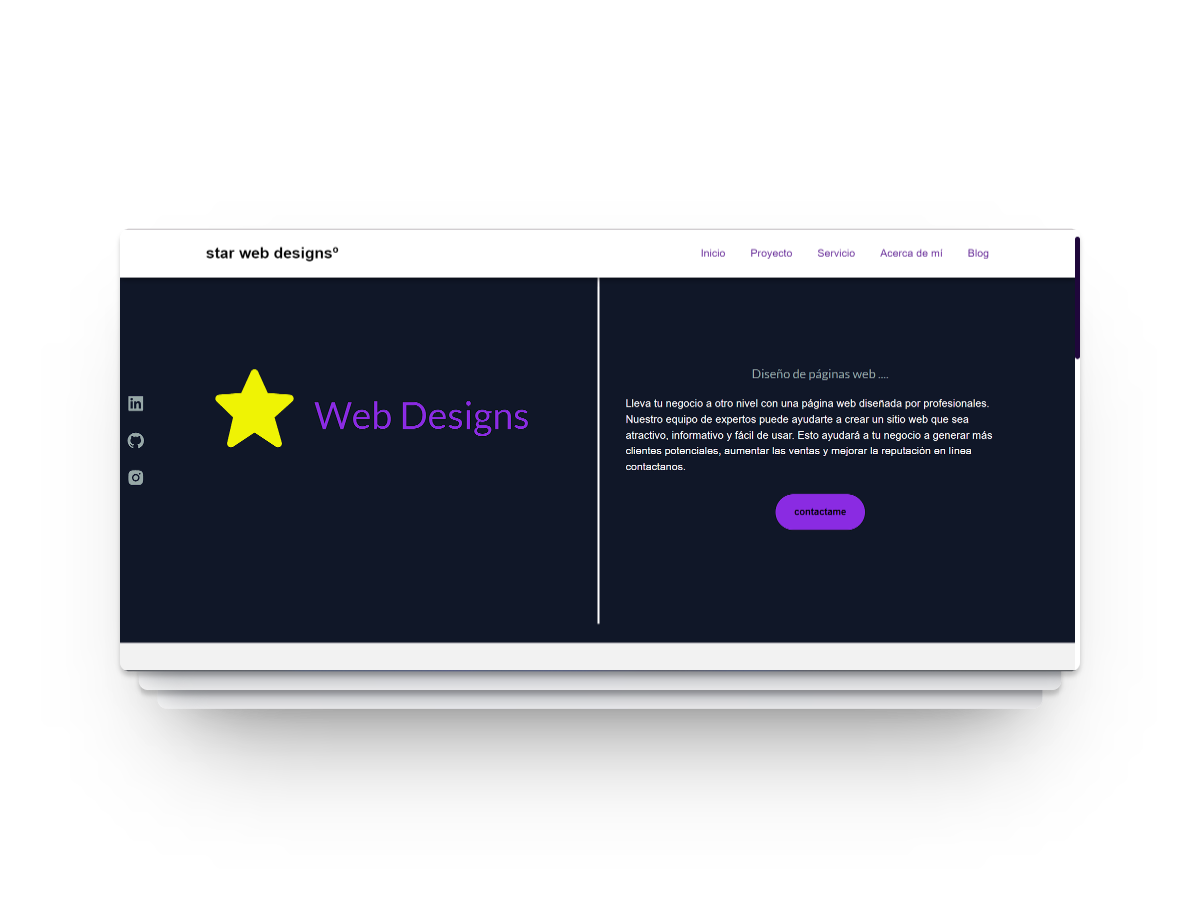 star web designsº
Inicio Proyecto Servicio Acerca de mí Blog
Web Designs
Diseño de páginas web ....
Lleva tu negocio a otro nivel con una página web diseñada por profesionales.
Nuestro equipo de expertos puede ayudarte a crear un sitio web que sea
atractivo, informativo y fácil de usar. Esto ayudará a tu negocio a generar más
clientes potenciales, aumentar las ventas y mejorar la reputación en línea
contactanos.
contactame